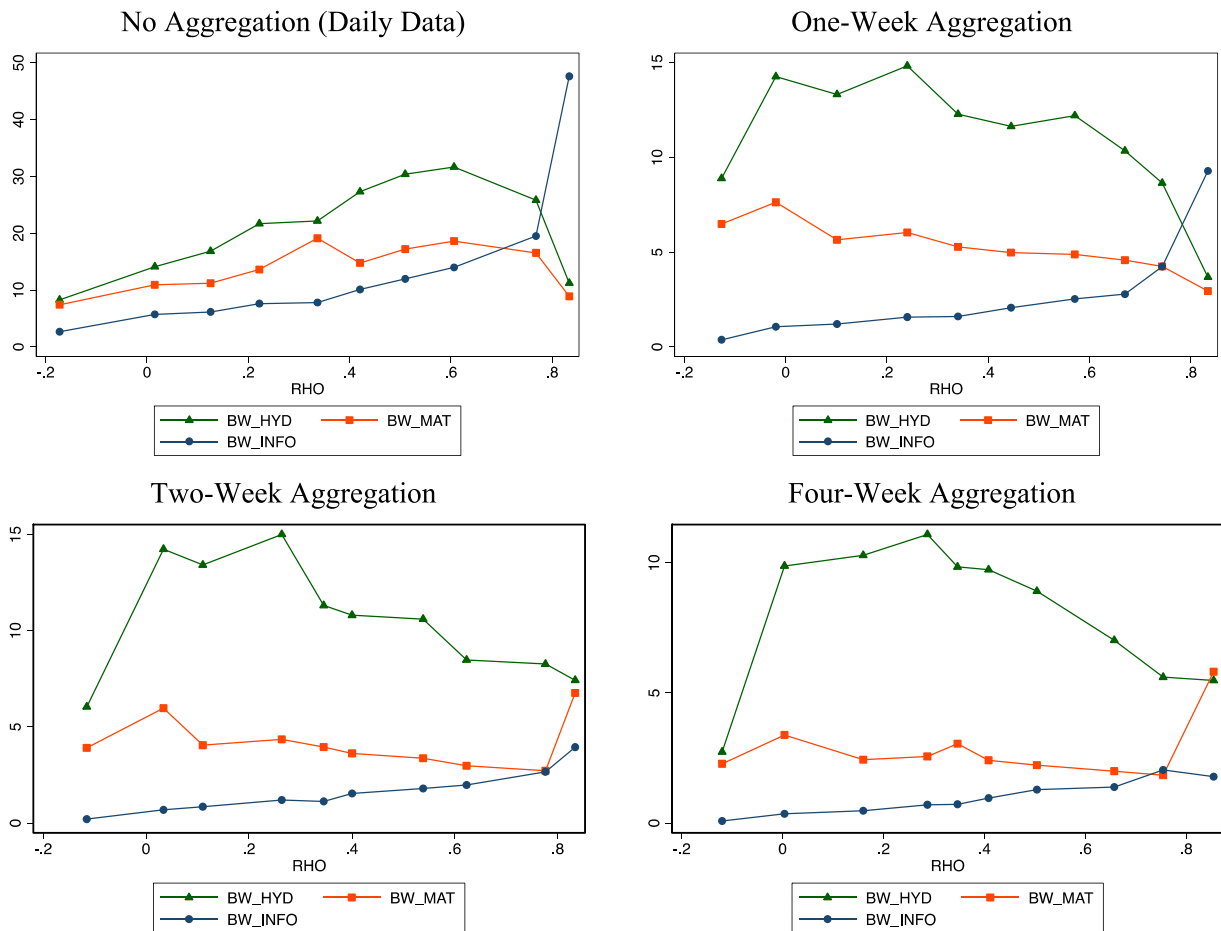 No Aggregation (Daily Data)
50
40
30
20
10
0
-.2 0 .2 .4 .6 .8
RHO
BW_HYD BW_MAT
BW_INFO
One-Week Aggregation
15
10
5
0
-.2 0 .2 .4 .6 .8
RHO
BW_HYD BW_MAT
BW_INFO
Two-Week Aggregation
15
10
5
0
-.2 0 .2 .4 .6 .8
RHO
BW_HYD BW_MAT
BW_INFO
Four-Week Aggregation
10
5
0
-.2 0 .2 .4 .6 .8
RHO
BW_HYD BW_MAT
BW_INFO